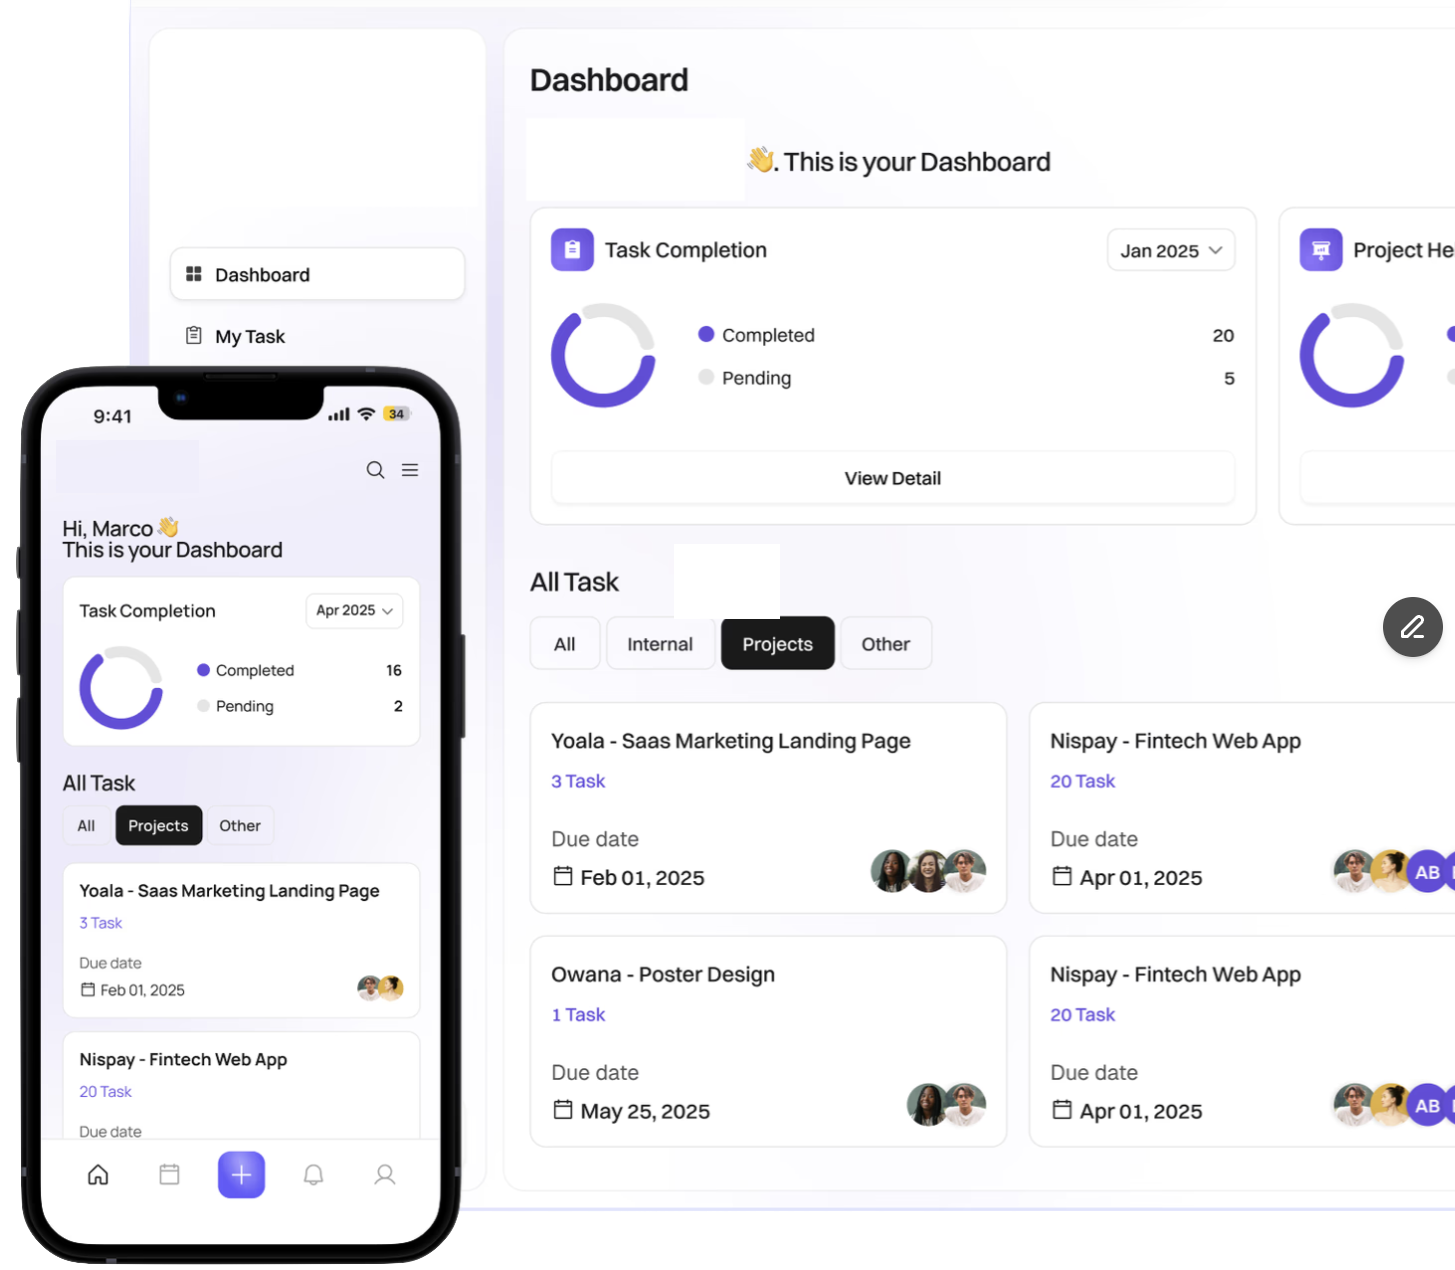 Dashboard
👋. This is your Dashboard
Dashboard
My Task
Task Completion
Jan 2025
Completed
20
Pending
5
View Detail
Project He
All Task
All
Internal
Projects
Other
Yoala - Saas Marketing Landing Page
3 Task
Due date
Feb 01, 2025
Nispay - Fintech Web App
20 Task
Due date
Apr 01, 2025
AB
Owana - Poster Design
1 Task
Due date
May 25, 2025
Nispay - Fintech Web App
20 Task
Due date
Apr 01, 2025
AB
9:41
34
Hi, Marco 👋
This is your Dashboard
Task Completion
Apr 2025
Completed
16
Pending
2
All Task
All
Projects
Other
Yoala - Saas Marketing Landing Page
3 Task
Due date
Feb 01, 2025
Nispay - Fintech Web App
20 Task
Due date